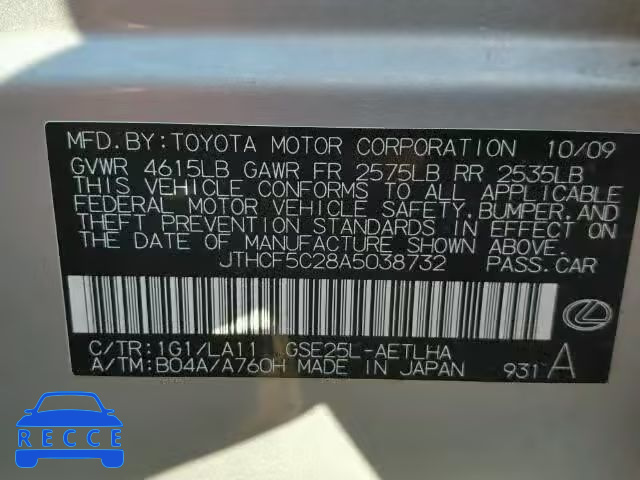 MFD.BY:TOYOTA MOTOR CORPORATION 10/09
GVWR 4615LB GAWR FR 2575LB RR 2535LB
THIS VEHICLE CONFORMS TO ALL APPLICABLE
FEDERAL MOTOR VEHICLE SAFETY,BUMPER,AND
THEFT PREVENTION STANDARDS IN EFFECT ON
THE DATE OF MANUFACTURE SHOWN ABOVE.
JTHCF5C28A5038732 PASS.CAR
C/TR:1G1/LA11 GSE25L-AETLHA
A/TM:B04A/A760H MADE IN JAPAN 931 A
RECCE